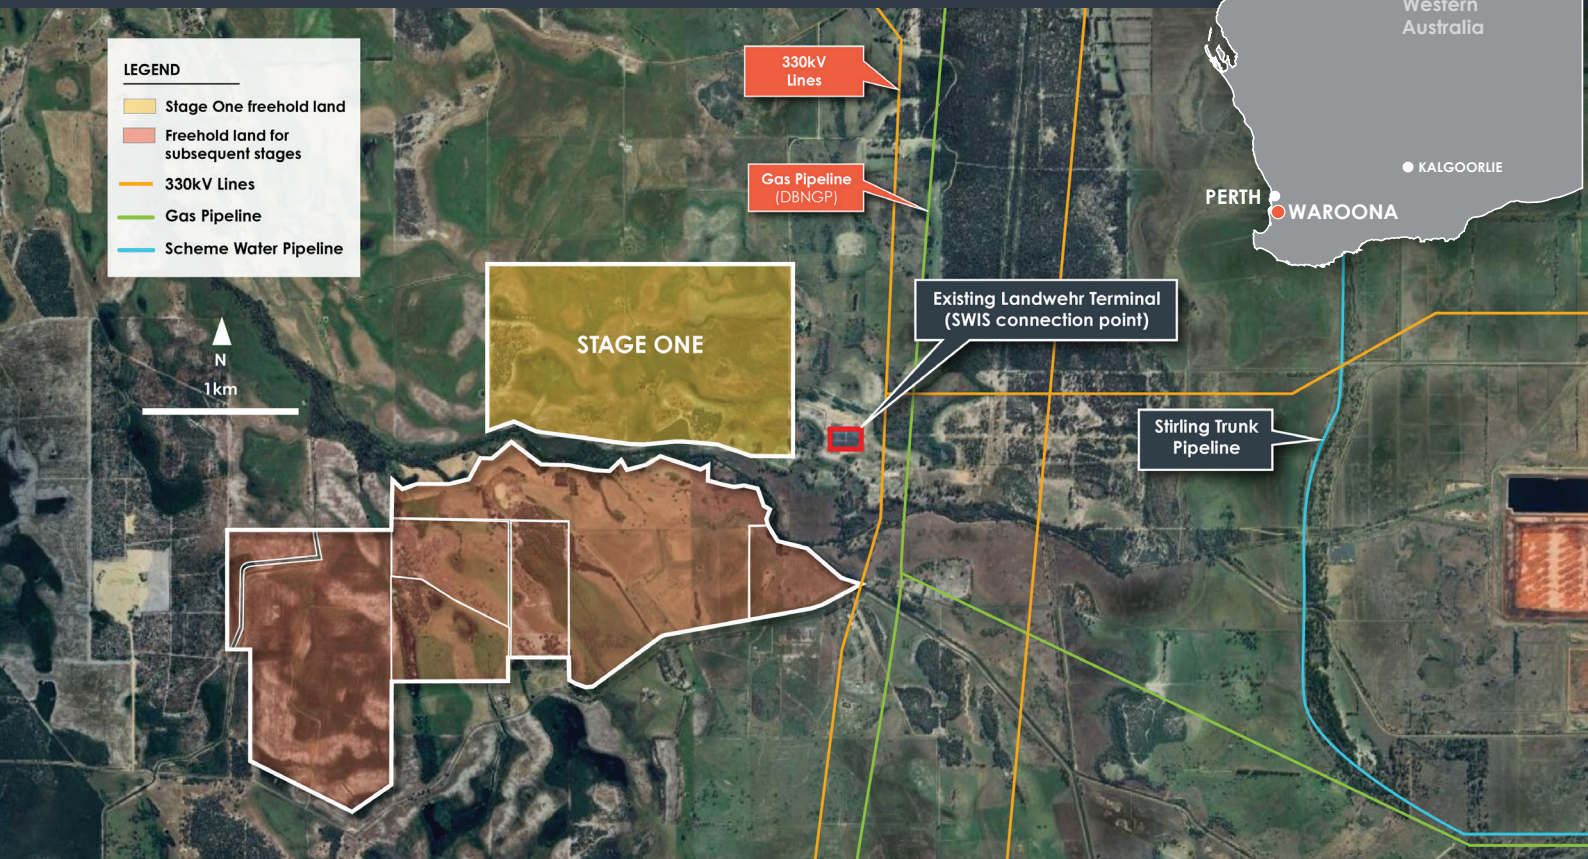 Western
Australia
KALGOORLIE
PERTH
WAROONA
LEGEND
Stage One freehold land
Freehold land for
subsequent stages
330kV Lines
Gas Pipeline
Scheme Water Pipeline
330kV
Lines
Gas Pipeline
(DBNGP)
Existing Landwehr Terminal
(SWIS connection point)
STAGE ONE
N
1km
Stirling Trunk
Pipeline